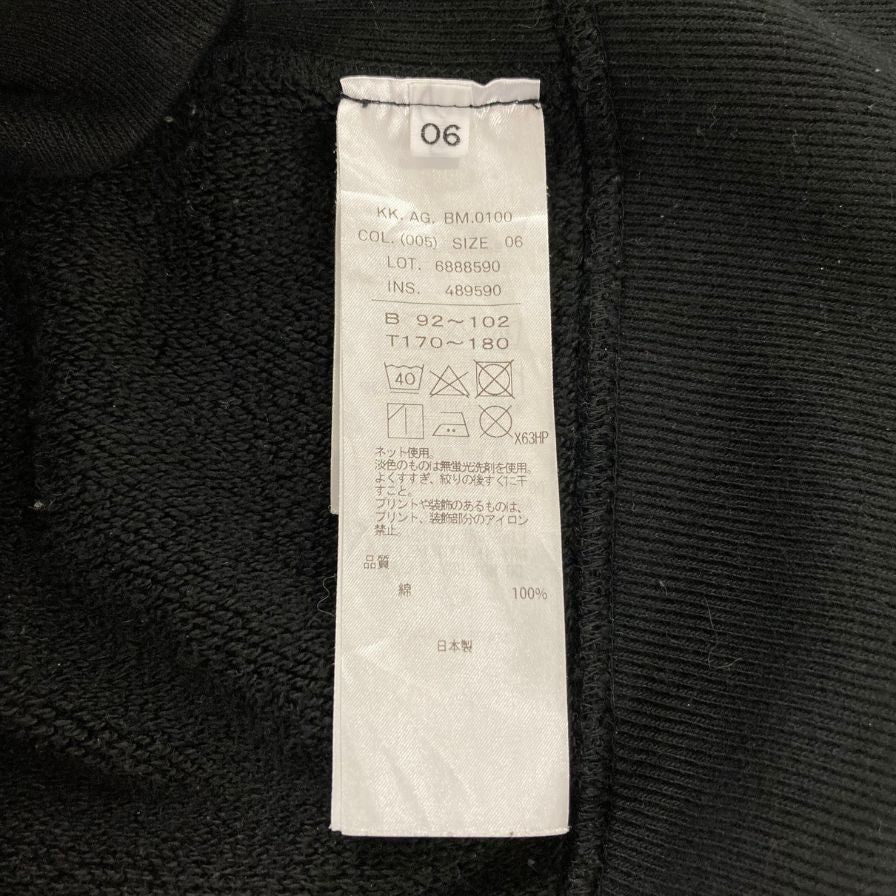 06
KK. AG. BM.0100
COL. (005) SIZE 06
LOT. 6888590
INS. 489590
B 92～102
T170～180
40
X63HP
ネット使用。
淡色のものは無蛍光洗剤を使用。
よくすすぎ、絞りの後すぐに干
すこと。
プリントや装飾のあるものは、
プリント、装飾部分のアイロン
禁止。
品質
綿 100%
日本製